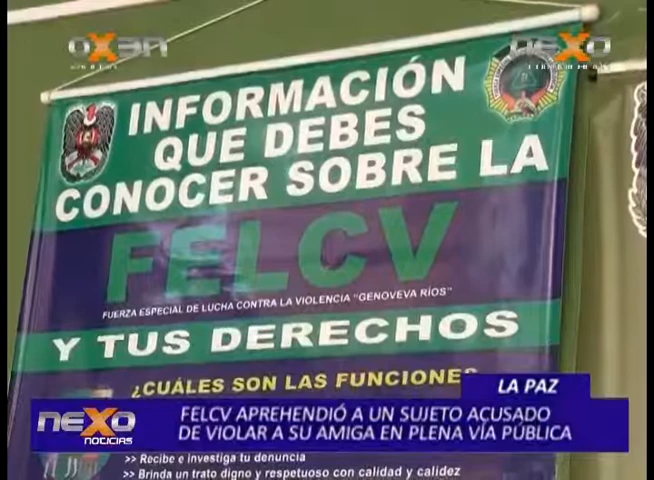 NEXO
INFORMACIÓN
QUE DEBES
CONOCER SOBRE LA
FELCV
FUERZA ESPECIAL DE LUCHA CONTRA LA VIOLENCIA "GENOVEVA RÍOS"
Y TUS DERECHOS
¿CUÁLES SON LAS FUNCIONES
LA PAZ
NEXO
NOTICIAS
FELCV APREHENDIÓ A UN SUJETO ACUSADO
DE VIOLAR A SU AMIGA EN PLENA VÍA PÚBLICA
>> Recibe e investiga tu denuncia
>> Brinda un trato digno y respetuoso con calidad y calidez